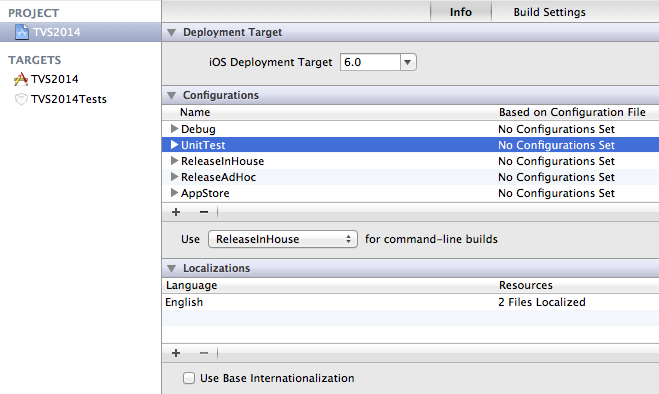 PROJECT
TVS2014
TARGETS
TVS2014
TVS2014Tests
Info Build Settings
Deployment Target
iOS Deployment Target 6.0
Configurations
Name Based on Configuration File
Debug No Configurations Set
UnitTest No Configurations Set
ReleaseInHouse No Configurations Set
ReleaseAdHoc No Configurations Set
AppStore No Configurations Set
+ −
Use ReleaseInHouse for command-line builds
Localizations
Language Resources
English 2 Files Localized
+ −
Use Base Internationalization